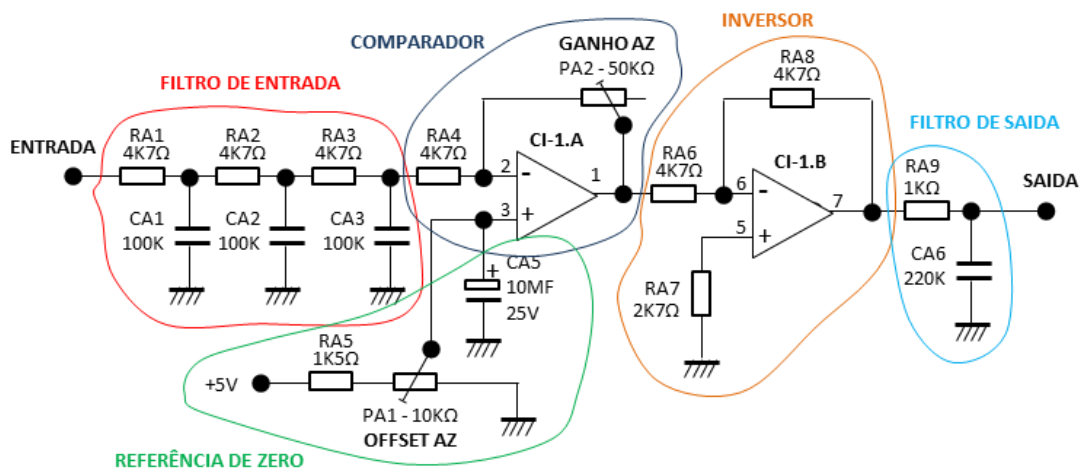 COMPARADOR
GANHO AZ
PA2 - 50KΩ
INVERSOR
RA8
4K7Ω
FILTRO DE ENTRADA
FILTRO DE SAIDA
ENTRADA
RA1
4K7Ω
RA2
4K7Ω
RA3
4K7Ω
RA4
4K7Ω
CI-1.A
2
-
1
3
+
RA6
4K7Ω
CI-1.B
6
-
7
5
+
RA9
1KΩ
SAIDA
CA1
100K
CA2
100K
CA3
100K
+
CA5
10MF
25V
RA7
2K7Ω
CA6
220K
+5V
RA5
1K5Ω
PA1 - 10KΩ
OFFSET AZ
REFERÊNCIA DE ZERO